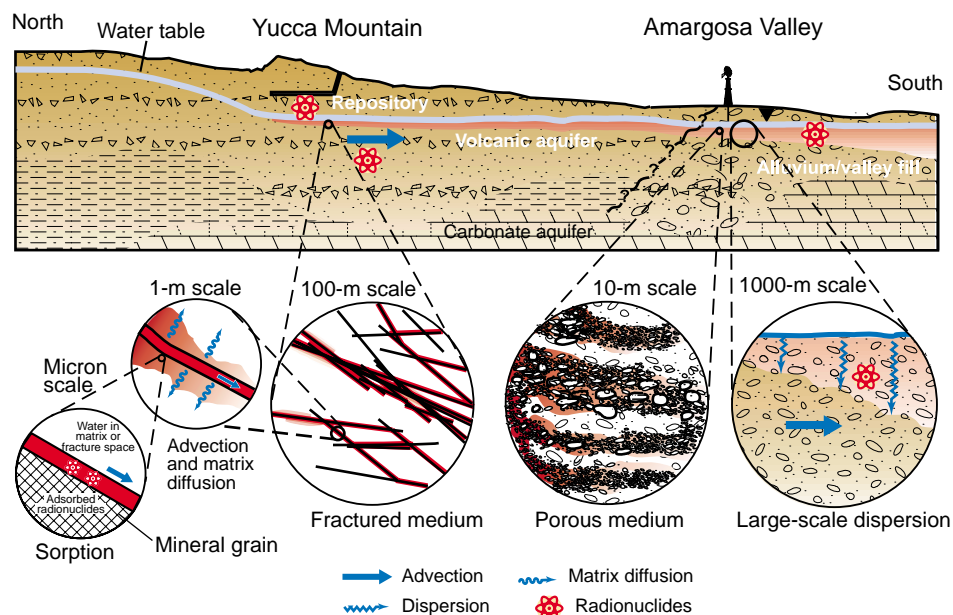 North
Yucca Mountain
Amargosa Valley
Water table
South
Repository
Volcanic aquifer
Alluvium/valley fill
Carbonate aquifer
1-m scale
100-m scale
10-m scale
1000-m scale
Micron
scale
Water in
matrix or
fracture space
Advection
and matrix
diffusion
Adsorbed
radionuclides
Sorption
Mineral grain
Fractured medium
Porous medium
Large-scale dispersion
Advection
Matrix diffusion
Dispersion
Radionuclides